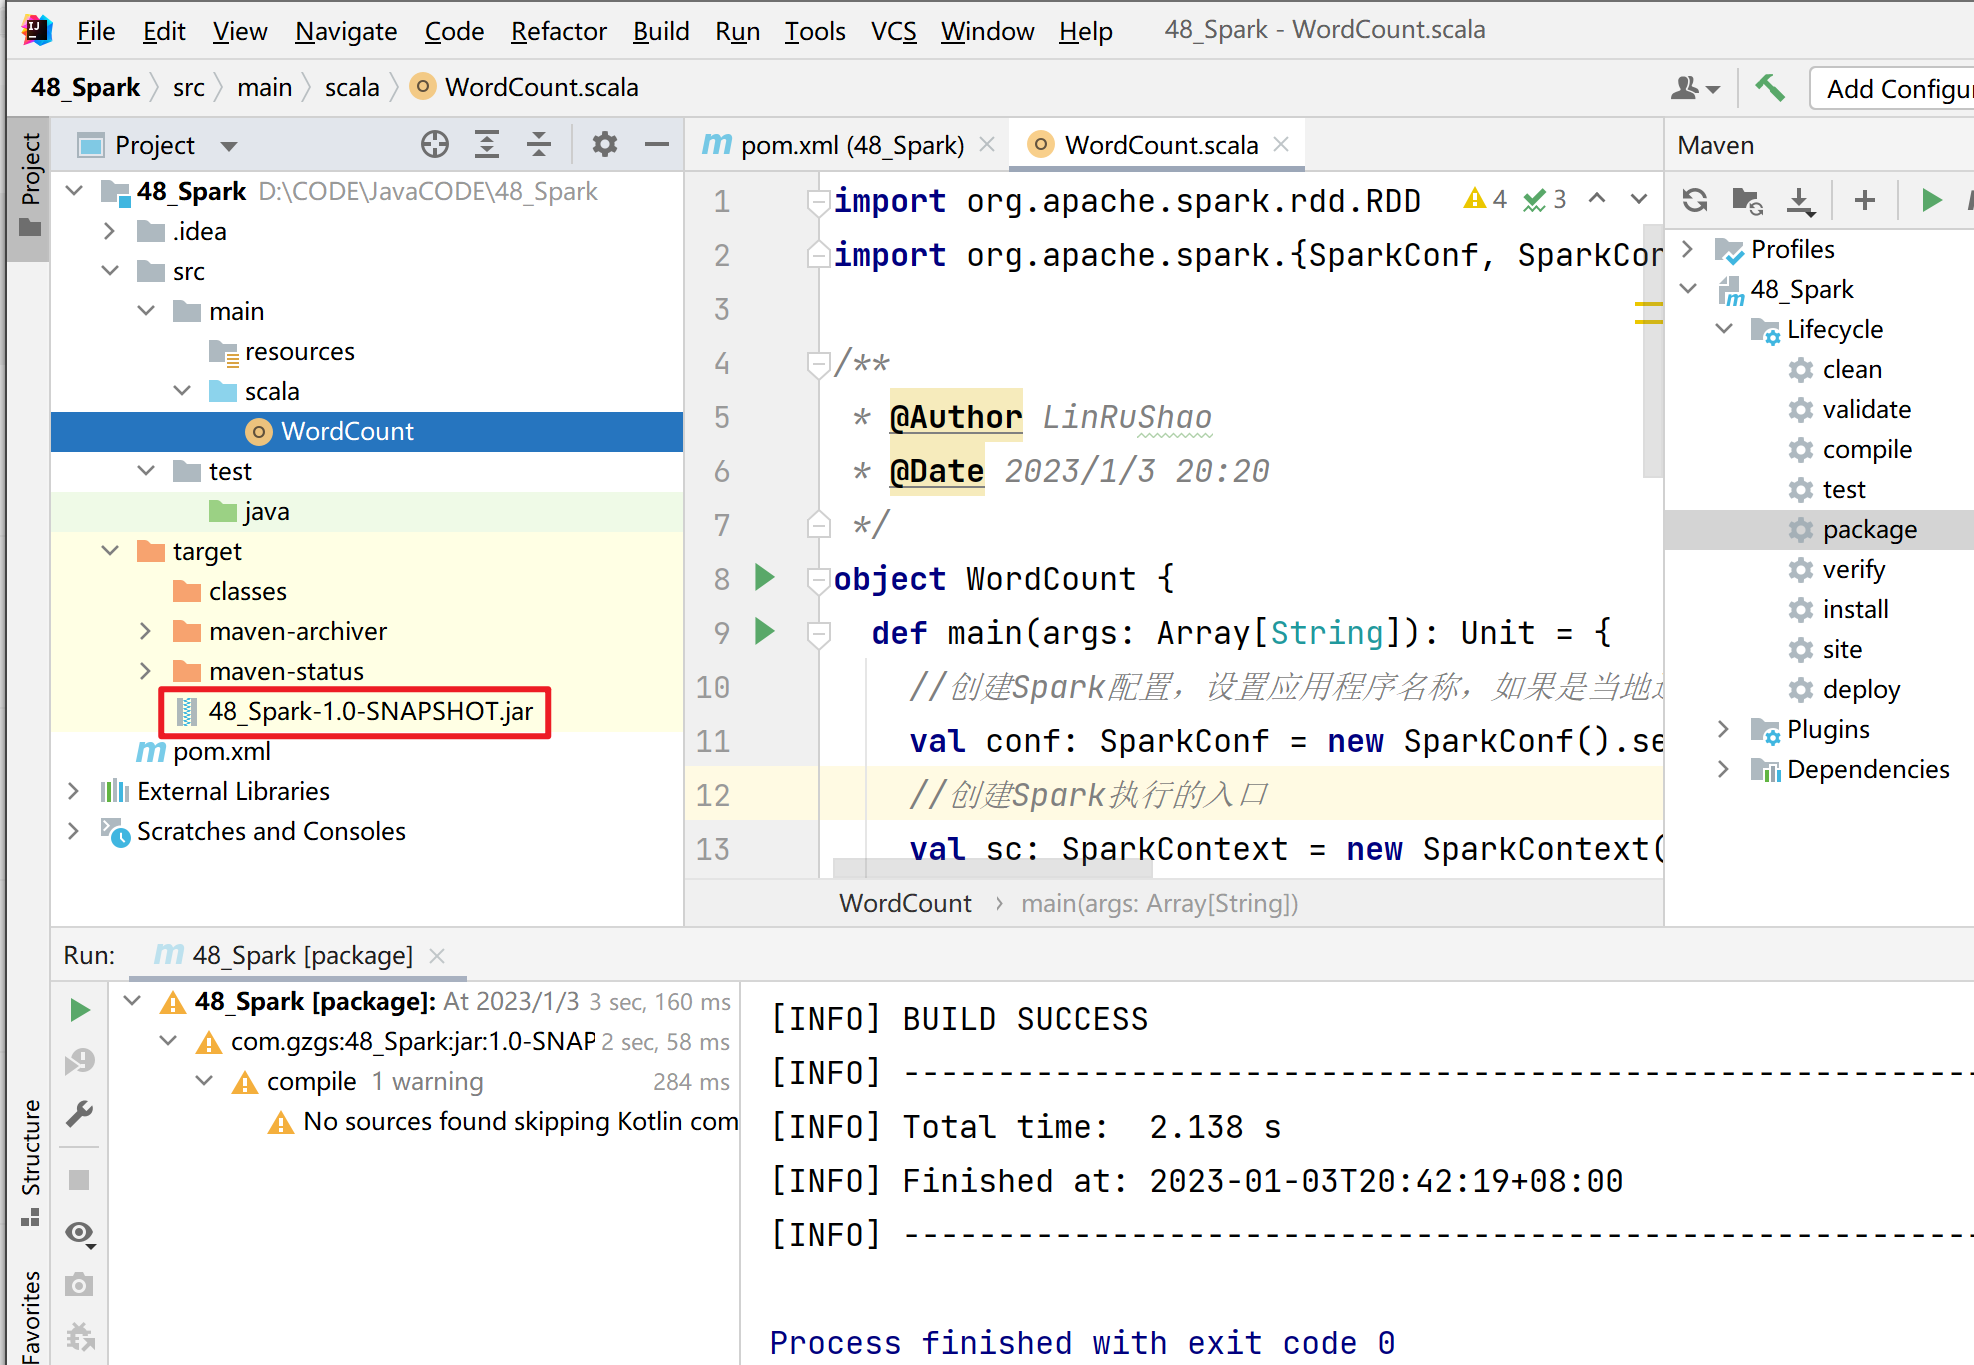 File Edit View Navigate Code Refactor Build Run Tools VCS Window Help 48_Spark - WordCount.scala
48_Spark src main scala WordCount.scala Add Configu
Project
Project
48_Spark D:\CODE\JavaCODE\48_Spark
.idea
src
main
resources
scala
WordCount
test
java
target
classes
maven-archiver
maven-status
48_Spark-1.0-SNAPSHOT.jar
pom.xml
External Libraries
Scratches and Consoles
pom.xml (48_Spark) WordCount.scala
4 3
1 import org.apache.spark.rdd.RDD
2 import org.apache.spark.{SparkConf, SparkCon
3
4 /**
5 * @Author LinRuShao
6 * @Date 2023/1/3 20:20
7 */
8 object WordCount {
9 def main(args: Array[String]): Unit = {
10 //创建Spark配置，设置应用程序名称，如果是当地
11 val conf: SparkConf = new SparkConf().se
12 //创建Spark执行的入口
13 val sc: SparkContext = new SparkContext(
WordCount › main(args: Array[String])
Maven
Profiles
48_Spark
Lifecycle
clean
validate
compile
test
package
verify
install
site
deploy
Plugins
Dependencies
Run: 48_Spark [package]
48_Spark [package]: At 2023/1/3 3 sec, 160 ms
com.gzgs:48_Spark:jar:1.0-SNAP 2 sec, 58 ms
compile 1 warning 284 ms
No sources found skipping Kotlin com
[INFO] BUILD SUCCESS
[INFO] --------------------------------------------------------
[INFO] Total time:  2.138 s
[INFO] Finished at: 2023-01-03T20:42:19+08:00
[INFO] --------------------------------------------------------
Process finished with exit code 0
Structure
Favorites